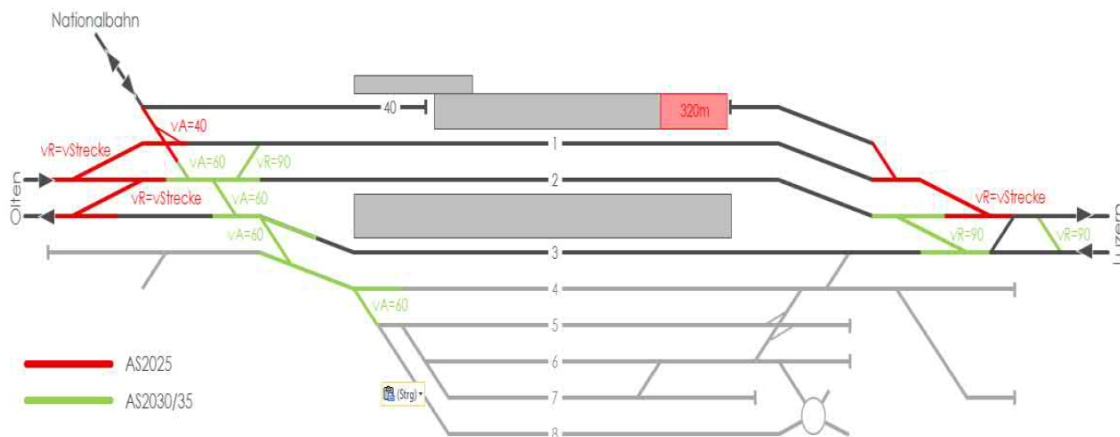 Nationalbahn
40
320m
vA=40
vR=vStrecke
1
vA=60
vR=90
2
Olten
vR=vStrecke
vA=60
vR=vStrecke
Luzern
vA=60
3
vR=90
vR=90
4
vA=60
5
AS2025
6
(Strg)
7
AS2030/35
8